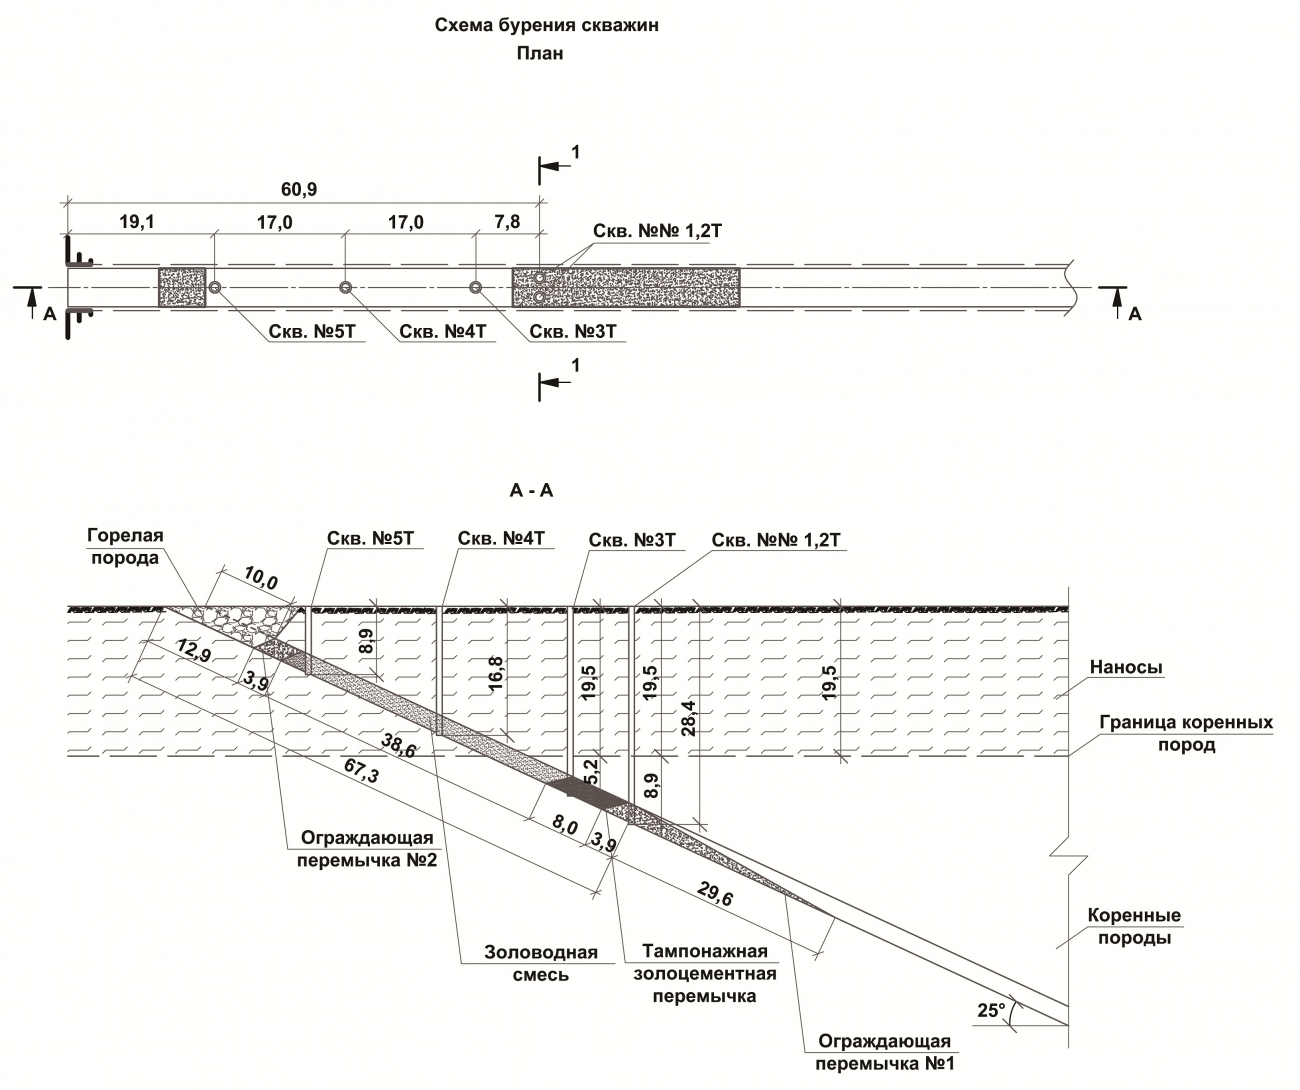 Схема бурения скважин
План
1
60,9
19,1
17,0
17,0
7,8
Скв. №№ 1,2Т
А
А
Скв. №5Т
Скв. №4Т
Скв. №3Т
1
А - А
Горелая
порода
Скв. №5Т
Скв. №4Т
Скв. №3Т
Скв. №№ 1,2Т
10,0
12,9
3,9
8,9
16,8
19,5
19,5
28,4
19,5
Наносы
Граница коренных
пород
38,6
67,3
5,2
8,9
8,0
3,9
29,6
Ограждающая
перемычка №2
Золоводная
смесь
Тампонажная
золоцементная
перемычка
Коренные
породы
25°
Ограждающая
перемычка №1